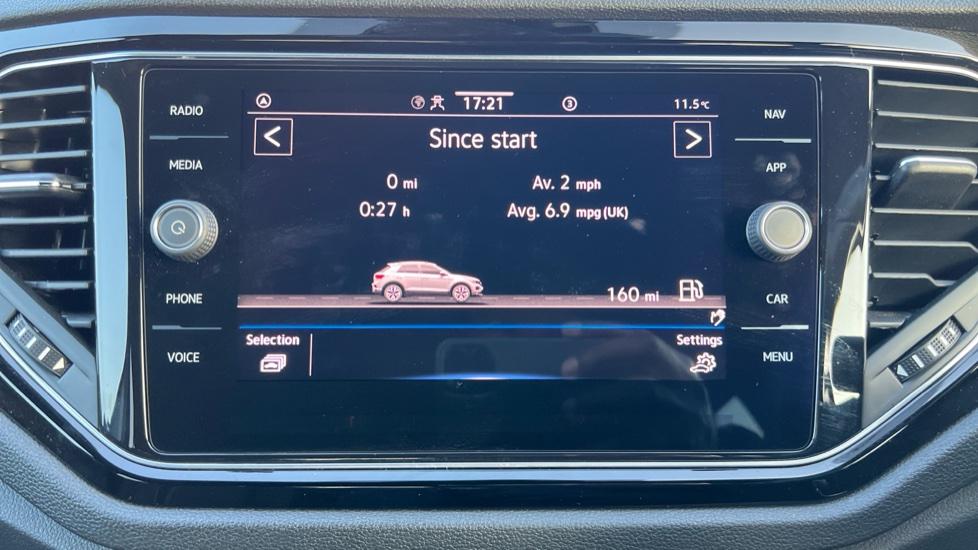 RADIO
MEDIA
PHONE
VOICE
17:21
3
11.5°C
< Since start >
0 mi
Av. 2 mph
0:27 h
Avg. 6.9 mpg(UK)
160 mi
Selection
Settings
NAV
APP
CAR
MENU